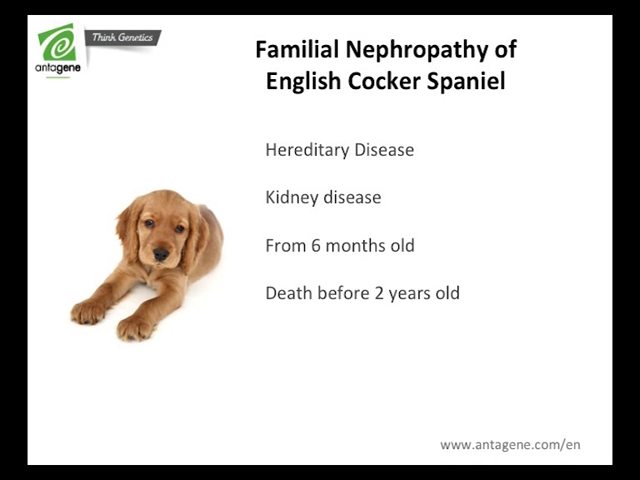 Think Genetics
antagene
Familial Nephropathy of
English Cocker Spaniel
Hereditary Disease
Kidney disease
From 6 months old
Death before 2 years old
www.antagene.com/en